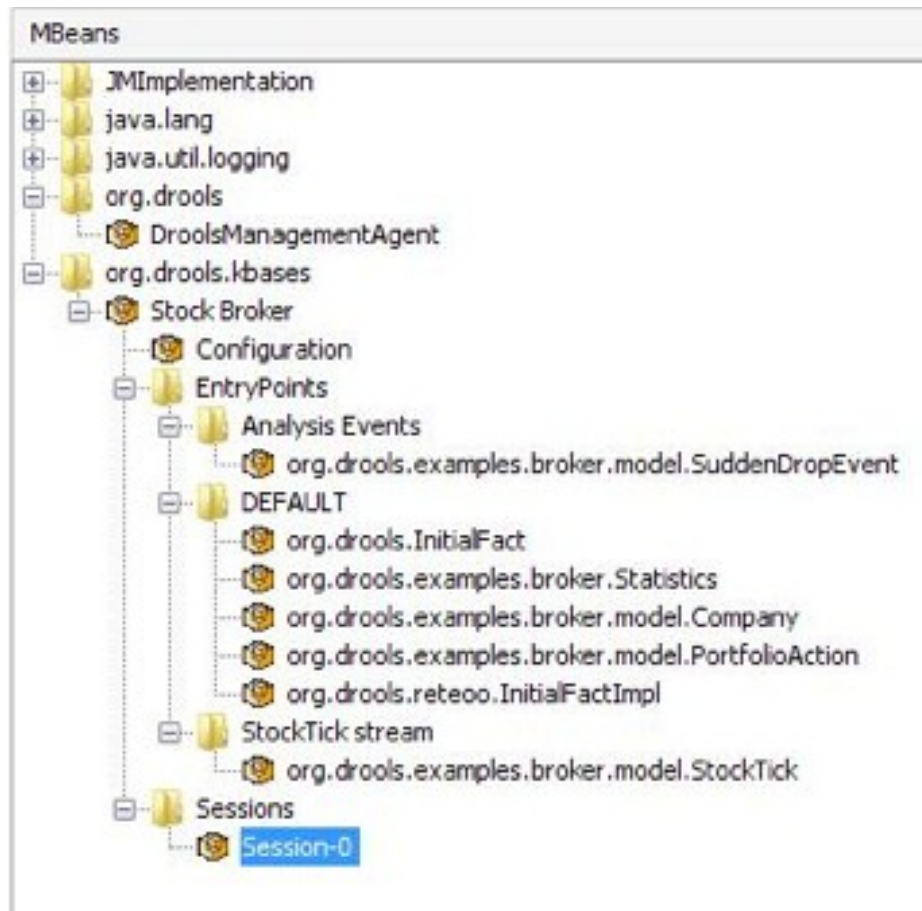 MBeans
JMImplementation
java.lang
java.util.logging
org.drools
DroolsManagementAgent
org.drools.kbases
Stock Broker
Configuration
EntryPoints
Analysis Events
org.drools.examples.broker.model.SuddenDropEvent
DEFAULT
org.drools.InitialFact
org.drools.examples.broker.Statistics
org.drools.examples.broker.model.Company
org.drools.examples.broker.model.PortfolioAction
org.drools.reteoo.InitialFactImpl
StockTick stream
org.drools.examples.broker.model.StockTick
Sessions
Session-0